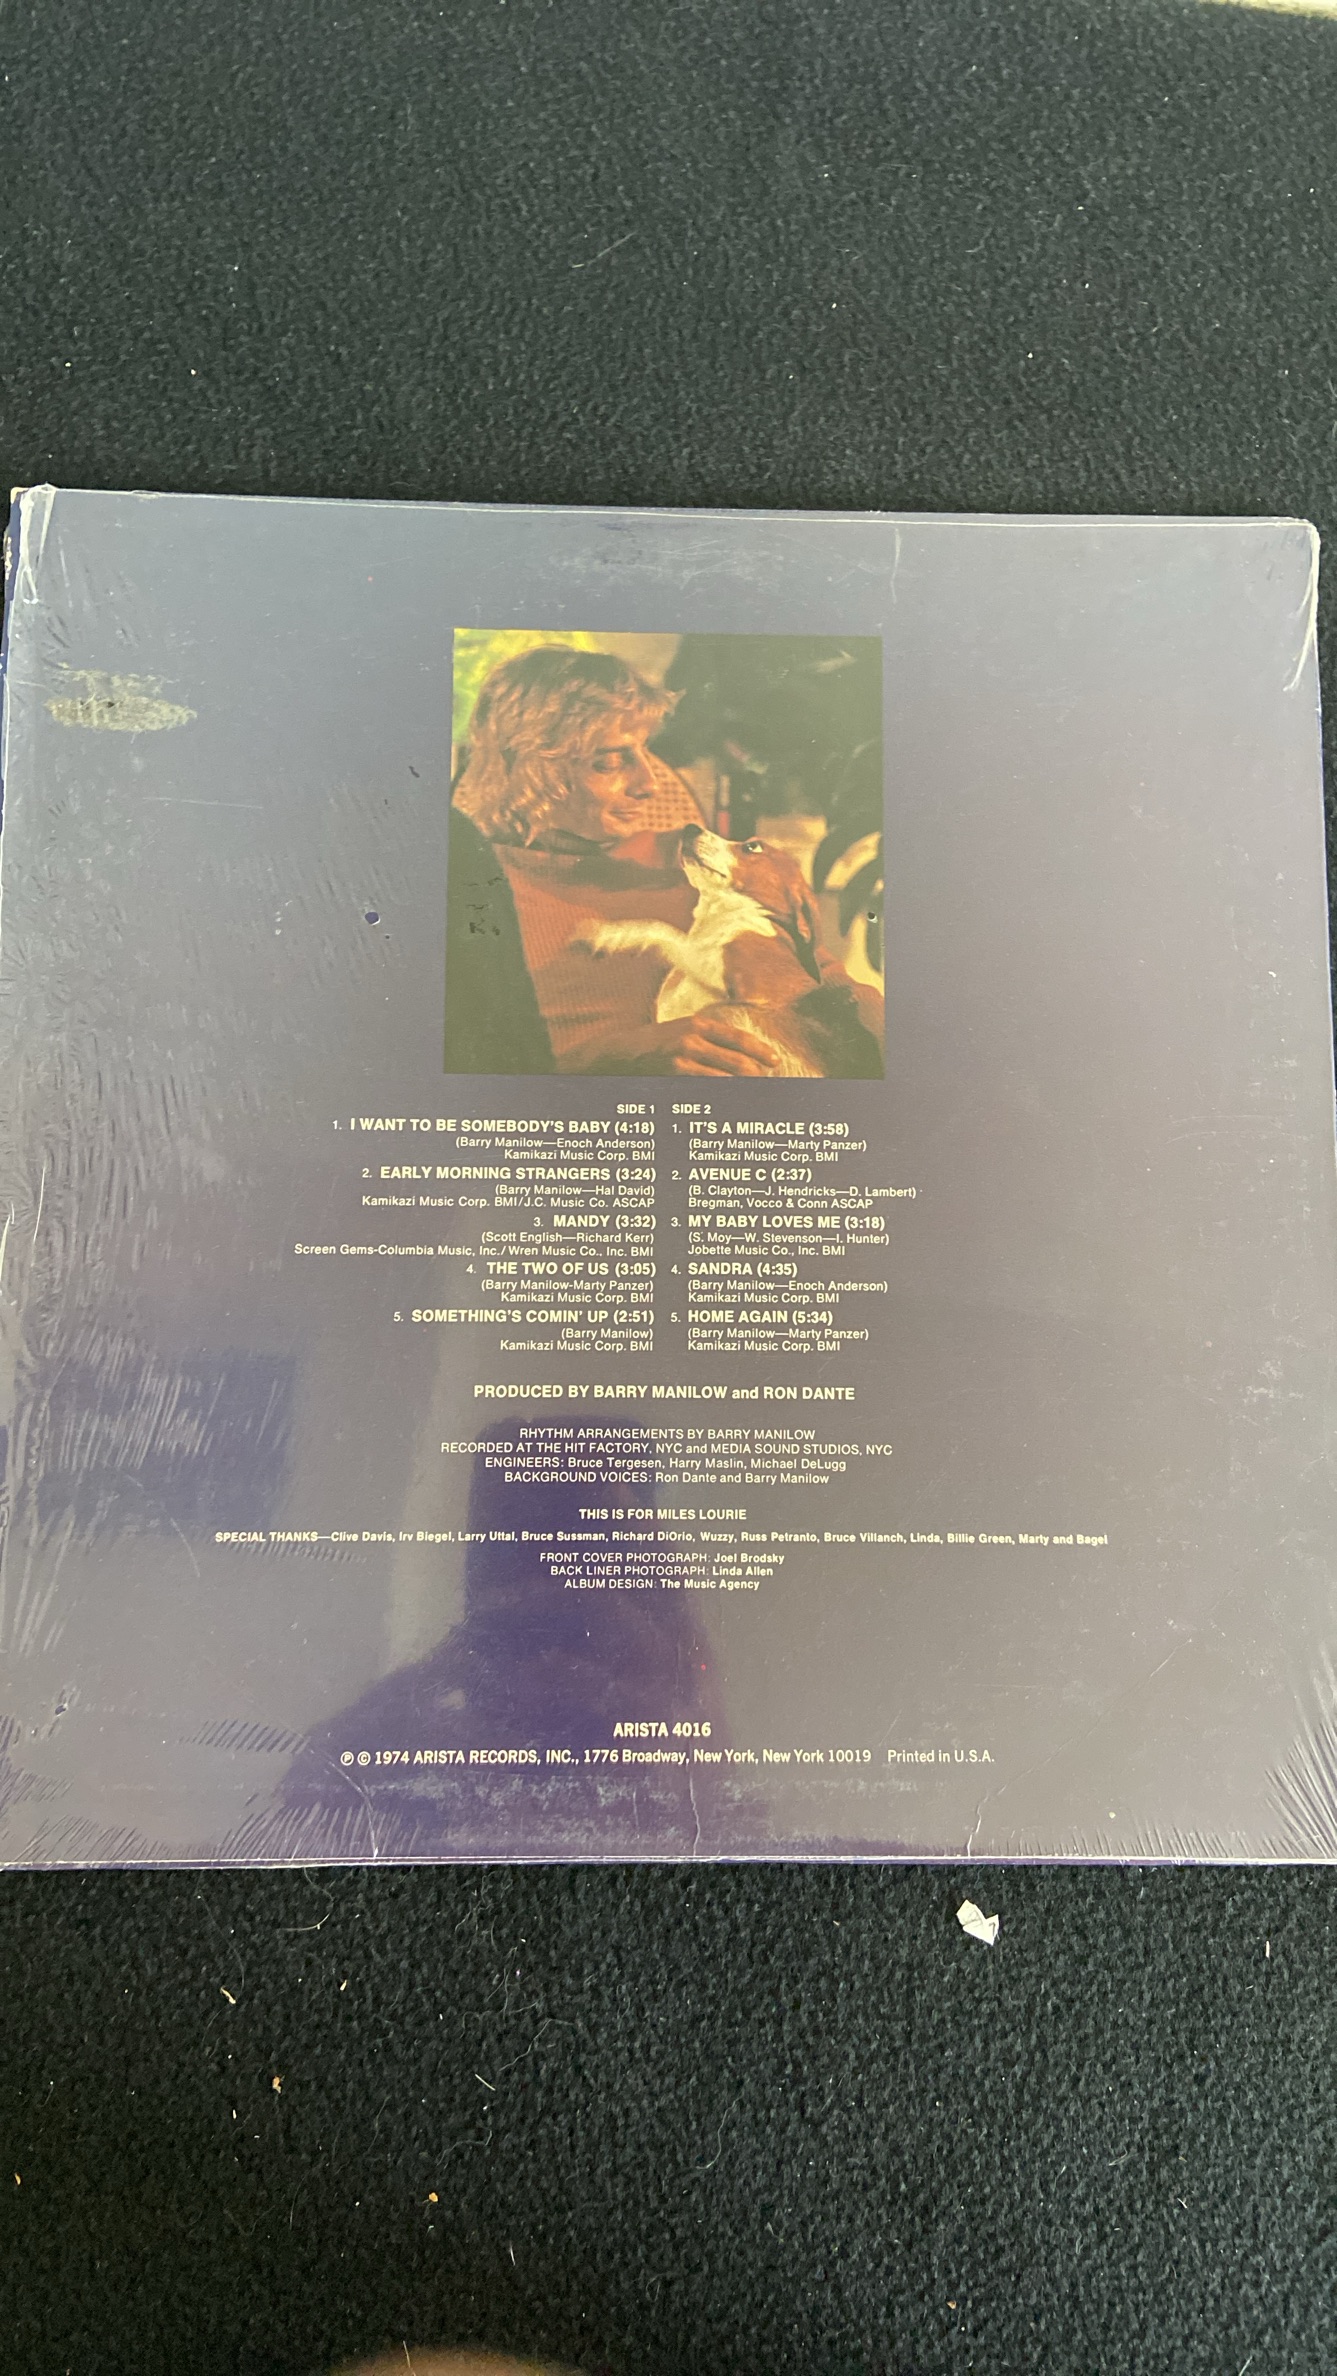 SIDE 1
1. I WANT TO BE SOMEBODY'S BABY (4:18)
(Barry Manilow—Enoch Anderson)
Kamikazi Music Corp. BMI
2. EARLY MORNING STRANGERS (3:24)
(Barry Manilow—Hal David)
Kamikazi Music Corp. BMI/J.C. Music Co. ASCAP
3. MANDY (3:32)
(Scott English—Richard Kerr)
Screen Gems-Columbia Music, Inc./Wren Music Co., Inc. BMI
4. THE TWO OF US (3:05)
(Barry Manilow-Marty Panzer)
Kamikazi Music Corp. BMI
5. SOMETHING'S COMIN' UP (2:51)
(Barry Manilow)
Kamikazi Music Corp. BMI
SIDE 2
1. IT'S A MIRACLE (3:58)
(Barry Manilow—Marty Panzer)
Kamikazi Music Corp. BMI
2. AVENUE C (2:37)
(B. Clayton—J. Hendricks—D. Lambert)
Bregman, Vocco & Conn ASCAP
3. MY BABY LOVES ME (3:18)
(S. Moy—W. Stevenson—I. Hunter)
Jobette Music Co., Inc. BMI
4. SANDRA (4:35)
(Barry Manilow—Enoch Anderson)
Kamikazi Music Corp. BMI
5. HOME AGAIN (5:34)
(Barry Manilow—Marty Panzer)
Kamikazi Music Corp. BMI
PRODUCED BY BARRY MANILOW and RON DANTE
RHYTHM ARRANGEMENTS BY BARRY MANILOW
RECORDED AT THE HIT FACTORY, NYC and MEDIA SOUND STUDIOS, NYC
ENGINEERS: Bruce Tergesen, Harry Maslin, Michael DeLugg
BACKGROUND VOICES: Ron Dante and Barry Manilow
THIS IS FOR MILES LOURIE
SPECIAL THANKS—Clive Davis, Irv Biegel, Larry Uttal, Bruce Sussman, Richard DiOrio, Wuzzy, Russ Petranto, Bruce Villanch, Linda, Billie Green, Marty and Bagel
FRONT COVER PHOTOGRAPH: Joel Brodsky
BACK LINER PHOTOGRAPH: Linda Allen
ALBUM DESIGN: The Music Agency
ARISTA 4016
℗ © 1974 ARISTA RECORDS, INC., 1776 Broadway, New York, New York 10019 Printed in U.S.A.